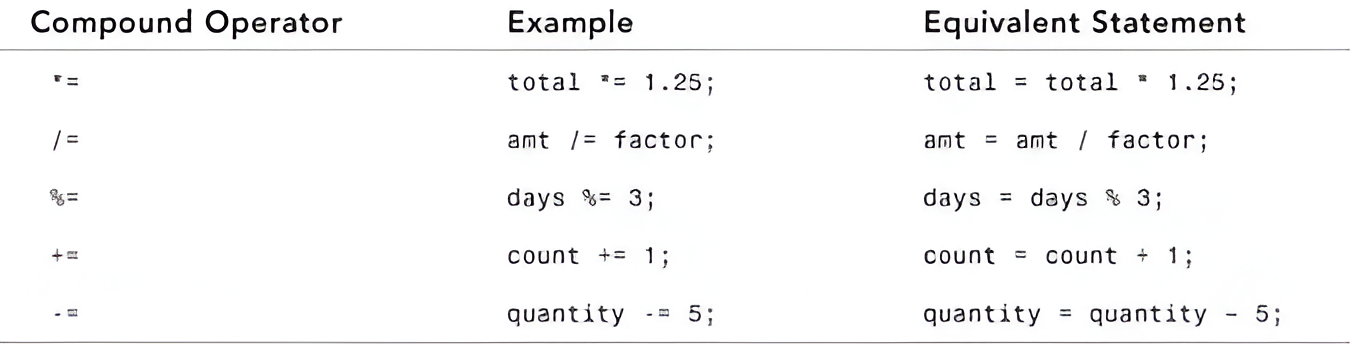 Compound Operator Example Equivalent Statement
*= total *= 1.25; total = total * 1.25;
/= amt /= factor; amt = amt / factor;
%= days %= 3; days = days % 3;
+= count += 1; count = count + 1;
-= quantity -= 5; quantity = quantity - 5;